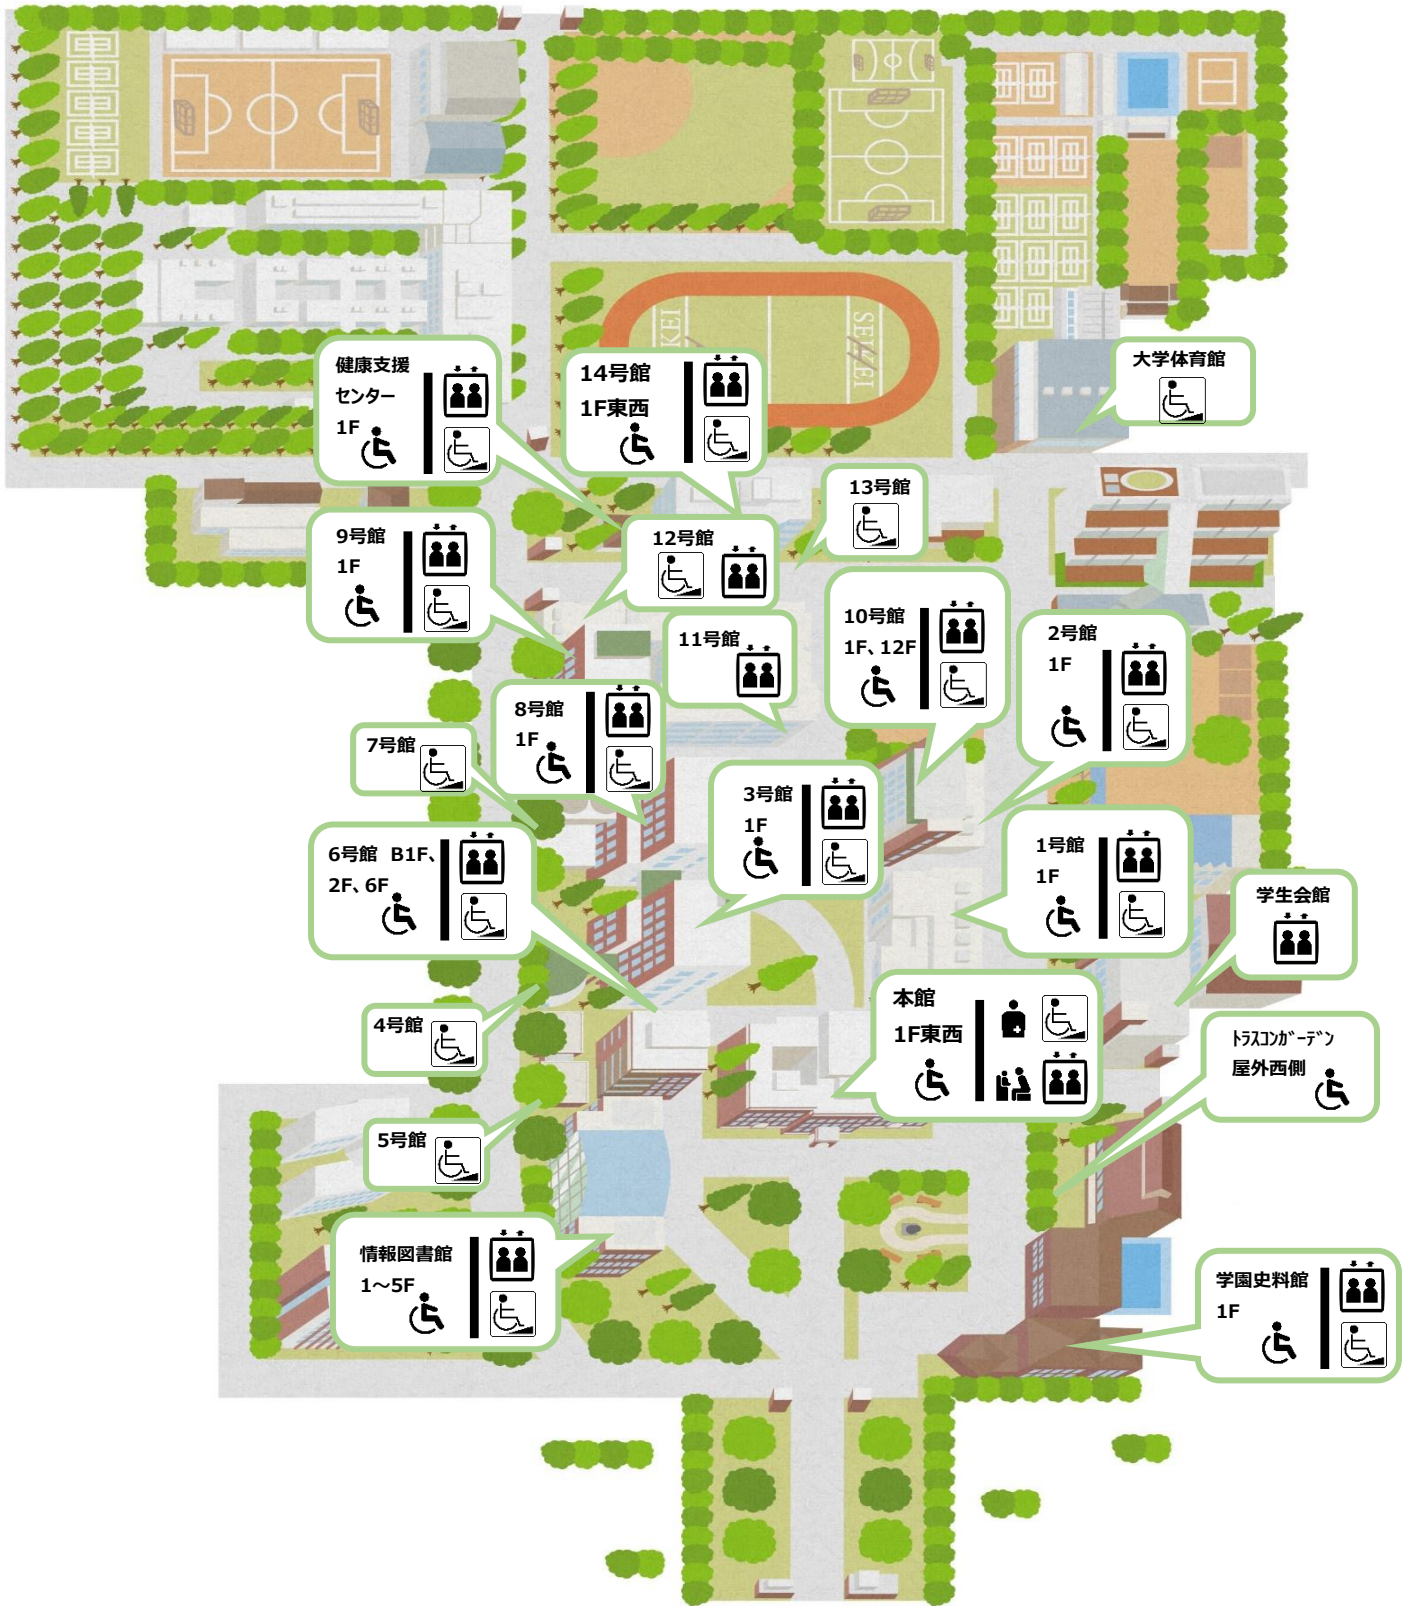 KEI
SEIKEI
大学体育館
健康支援
センター
1F
14号館
1F東西
13号館
9号館
1F
12号館
11号館
10号館
1F、12F
2号館
1F
8号館
1F
7号館
3号館
1F
6号館 B1F、
2F、6F
1号館
1F
学生会館
本館
1F東西
4号館
トラスコンガーデン
屋外西側
5号館
情報図書館
1～5F
学園史料館
1F